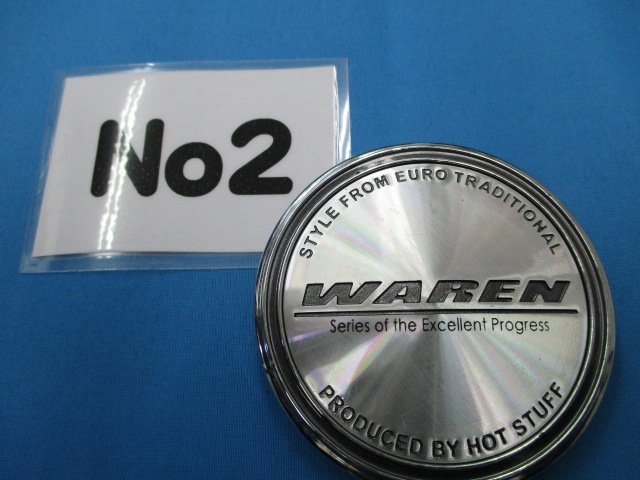 No2
STYLE FROM EURO TRADITIONAL
WAREN
Series of the Excellent Progress
PRODUCED BY HOT STUFF